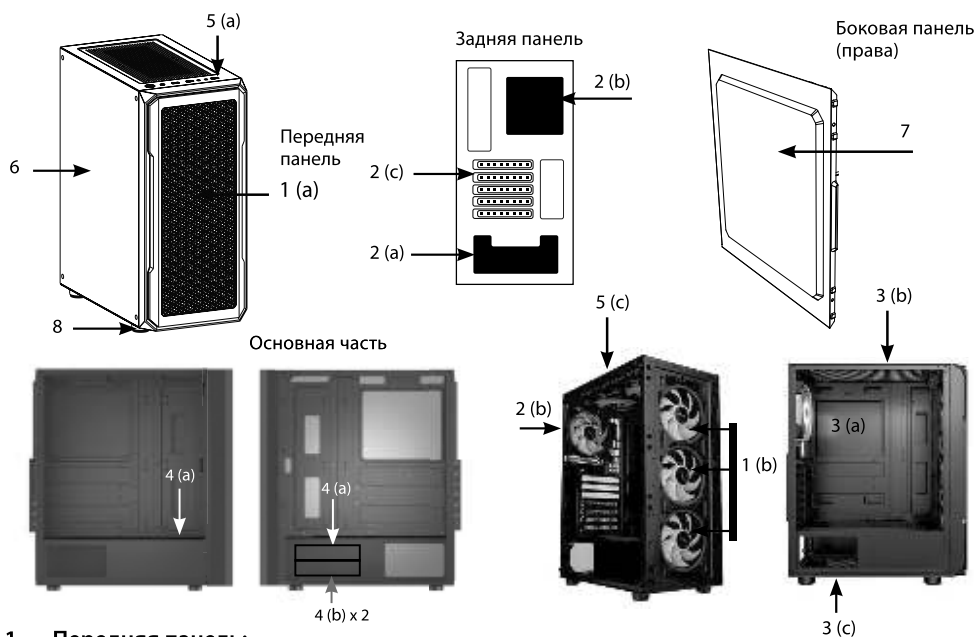 5 (a)
Задняя панель
Боковая панель
(права)
2 (b)
7
Передняя
панель
1 (a)
6
2 (c)
2 (a)
8
5 (c)
3 (b)
Основная часть
2 (b)
3 (a)
4 (a)
4 (a)
1 (b)
4 (b) x 2
3 (c)
1. Передняя панель: